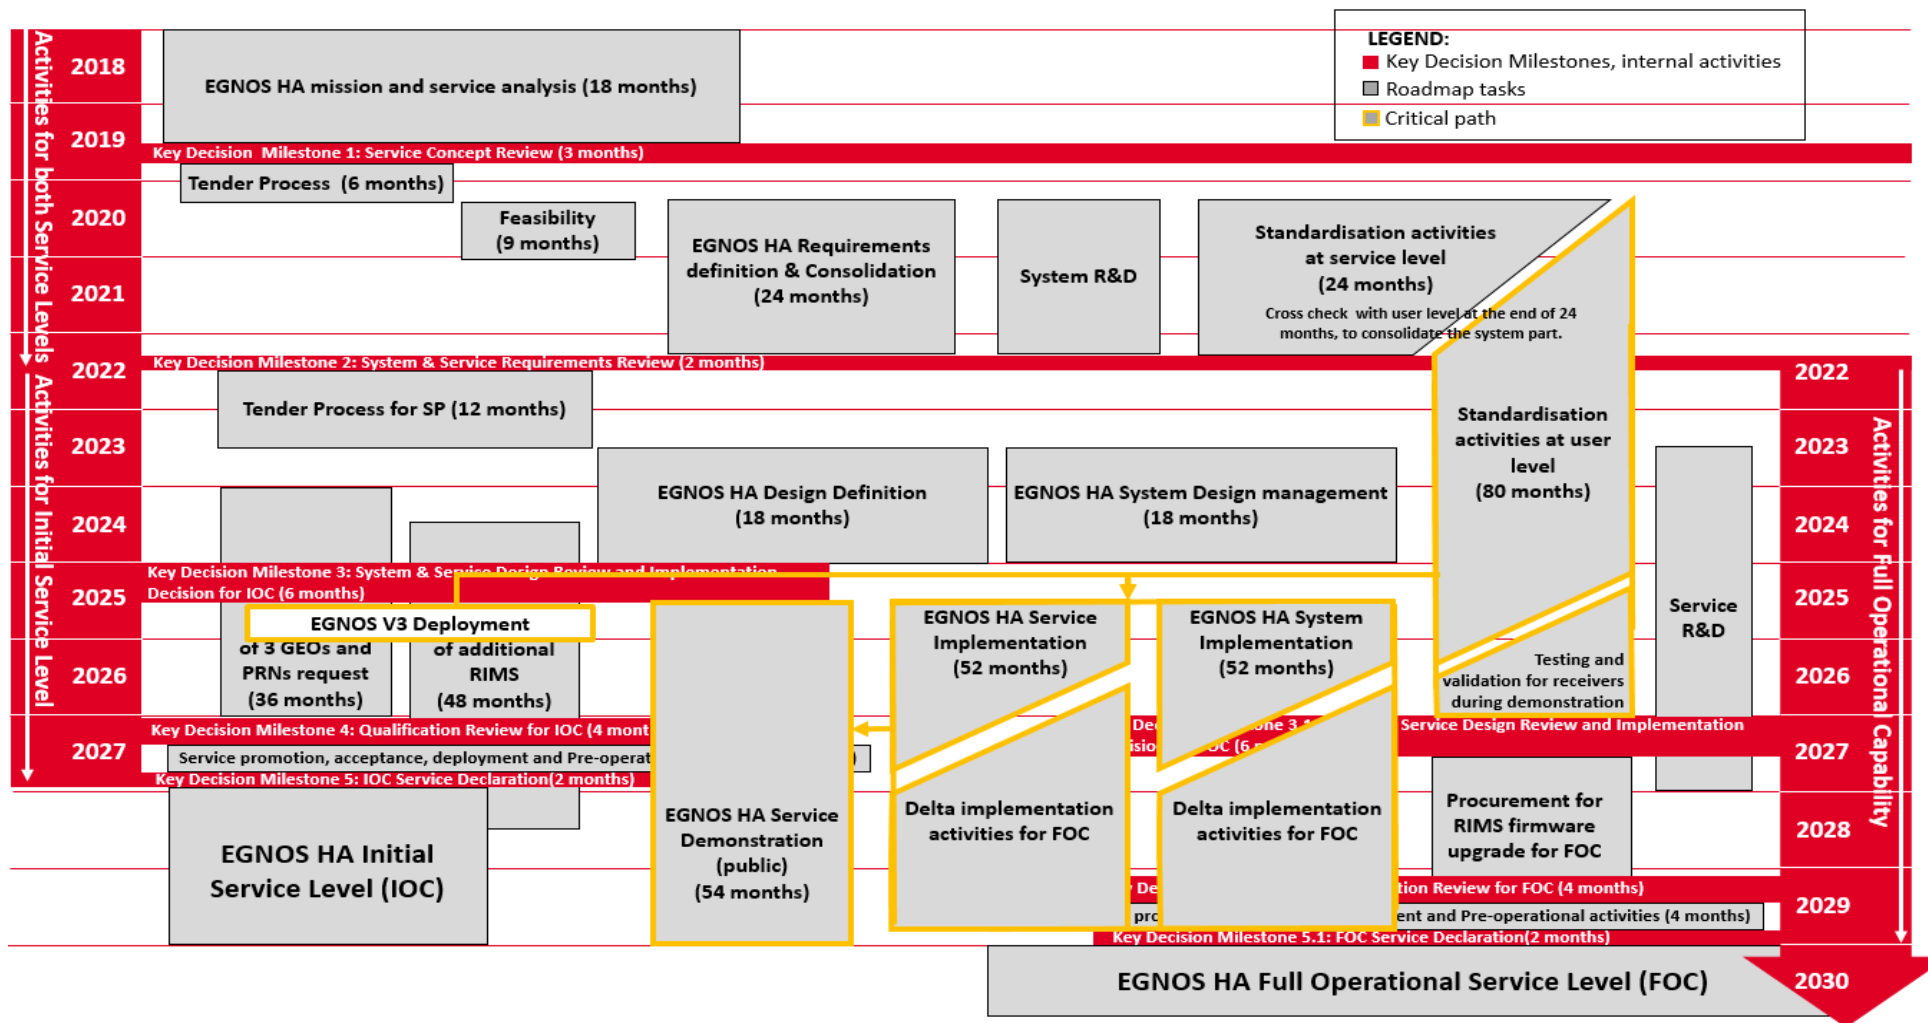 LEGEND:
Key Decision Milestones, internal activities
Roadmap tasks
Critical path
Activities for both Service Levels
Activties for Initial Service Level
2018
2019
2020
2021
2022
2023
2024
2025
2026
2027
EGNOS HA mission and service analysis (18 months)
Key Decision Milestone 1: Service Concept Review (3 months)
Tender Process (6 months)
Feasibility
(9 months)
EGNOS HA Requirements
definition & Consolidation
(24 months)
System R&D
Standardisation activities
at service level
(24 months)
Cross check with user level at the end of 24
months, to consolidate the system part.
Key Decision Milestone 2: System & Service Requirements Review (2 months)
Tender Process for SP (12 months)
Standardisation
activities at user
level
(80 months)
EGNOS HA Design Definition
(18 months)
EGNOS HA System Design management
(18 months)
Key Decision Milestone 3: System & Service Design Review and Implementation
Decision for IOC (6 months)
EGNOS V3 Deployment
of 3 GEOs and
PRNs request
(36 months)
of additional
RIMS
(48 months)
EGNOS HA Service
Implementation
(52 months)
EGNOS HA System
Implementation
(52 months)
Testing and
validation for receivers
during demonstration
Service
R&D
Key Decision Milestone 4: Qualification Review for IOC (4 mont
Service Design Review and Implementation
Service promotion, acceptance, deployment and Pre-operat
Key Decision Milestone 5: IOC Service Declaration(2 months)
EGNOS HA Initial
Service Level (IOC)
EGNOS HA Service
Demonstration
(public)
(54 months)
Delta implementation
activities for FOC
Delta implementation
activities for FOC
Procurement for
RIMS firmware
upgrade for FOC
tion Review for FOC (4 months)
ent and Pre-operational activities (4 months)
Key Decision Milestone 5.1: FOC Service Declaration(2 months)
EGNOS HA Full Operational Service Level (FOC)
2022
2023
2024
2025
2026
2027
2028
2029
2030
Activties for Full Operational Capability